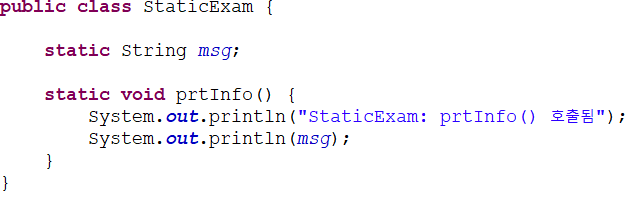 public class StaticExam {
static String msg;
static void prtInfo() {
System.out.println("StaticExam: prtInfo() 호출됨");
System.out.println(msg);
}
}